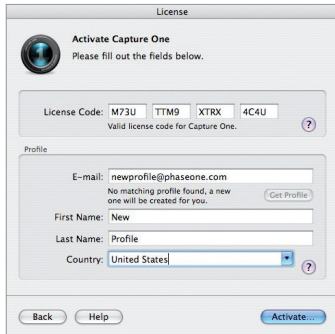 License
Activate Capture One
Please fill out the fields below.
License Code: M73U TTM9 XTRX 4C4U
Valid license code for Capture One.
?
Profile
E-mail: newprofile@phaseone.com
No matching profile found, a new
one will be created for you.
Get Profile
First Name: New
Last Name: Profile
Country: United States
?
Back Help Activate...